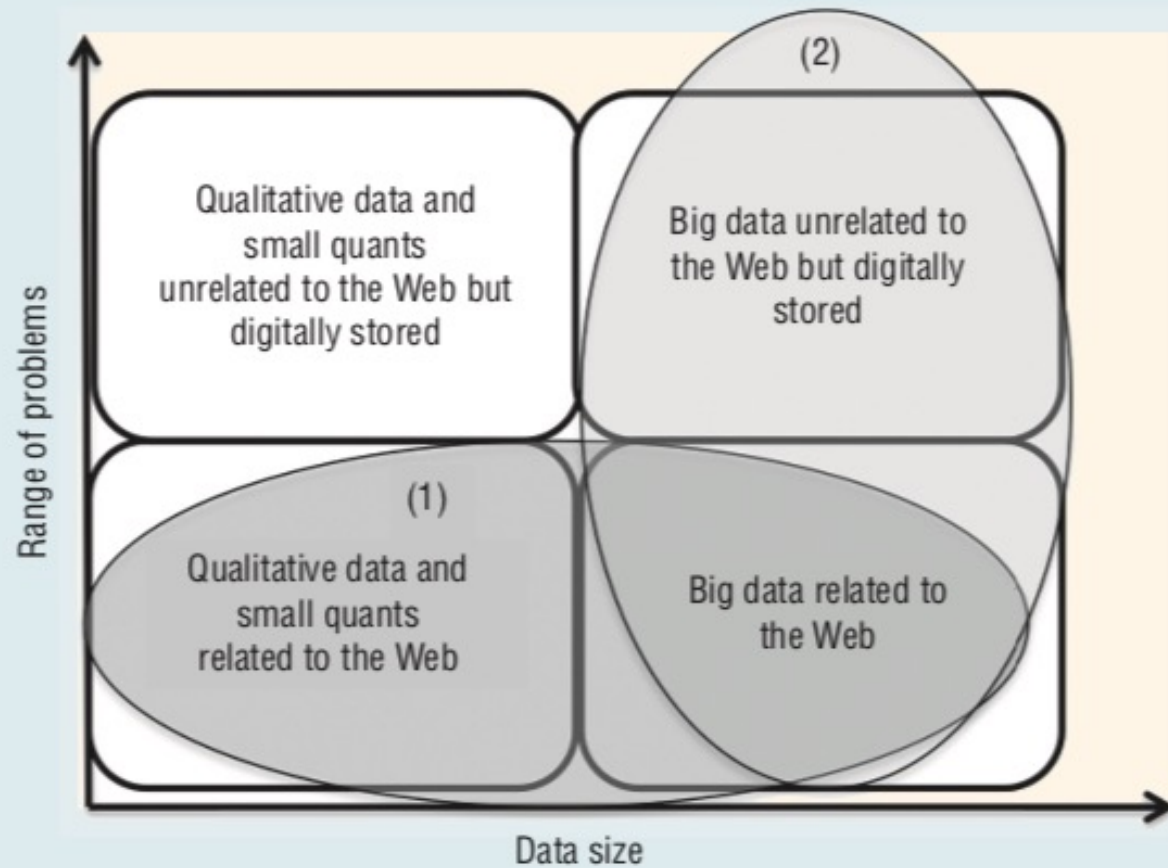 (2)
Qualitative data and
small quants
unrelated to the Web but
digitally stored
Big data unrelated to
the Web but digitally
stored
Range of problems
(1)
Qualitative data and
small quants
related to the Web
Big data related to
the Web
Data size